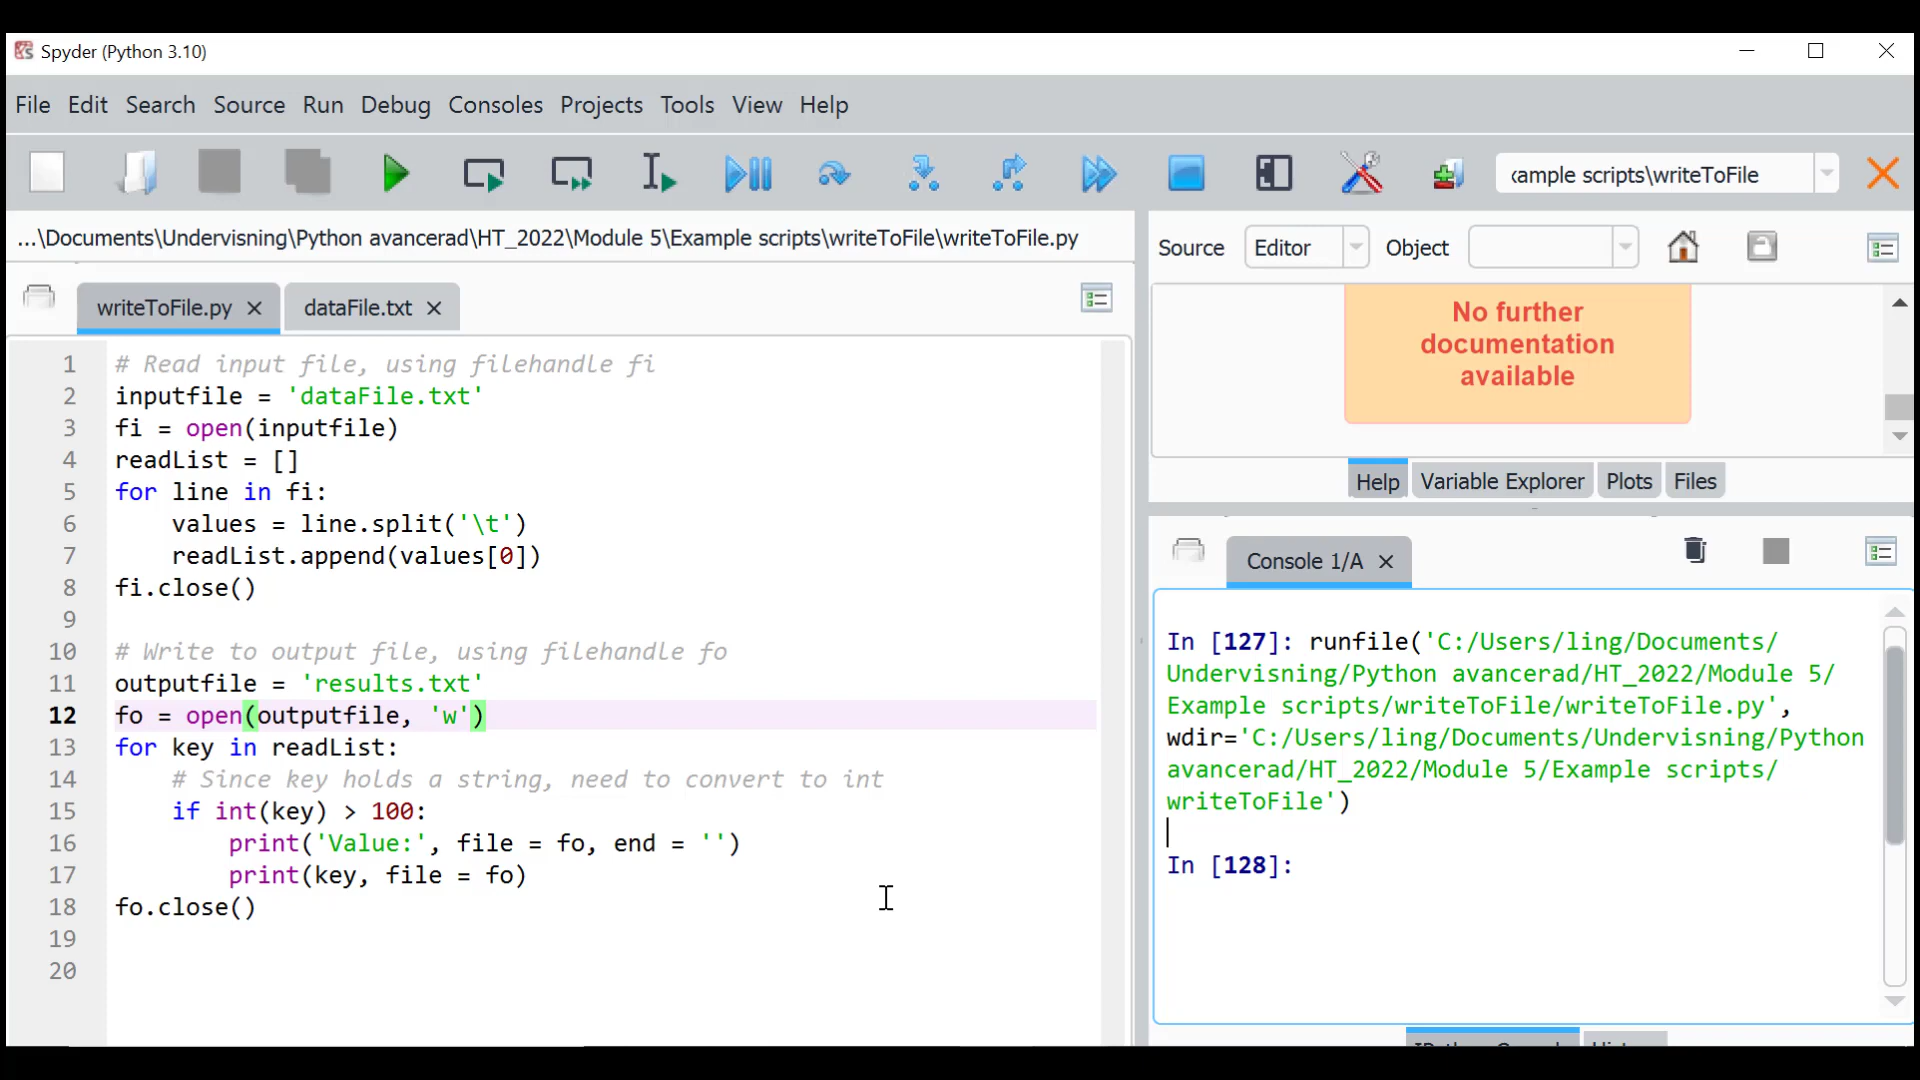 Spyder (Python 3.10)
File Edit Search Source Run Debug Consoles Projects Tools View Help
ample scripts\writeToFile
...\Documents\Undervisning\Python avancerad\HT_2022\Module 5\Example scripts\writeToFile\writeToFile.py
writeToFile.py
dataFile.txt
1 # Read input file, using filehandle fi
2 inputfile = 'dataFile.txt'
3 fi = open(inputfile)
4 readList = []
5 for line in fi:
6     values = line.split('\t')
7     readList.append(values[0])
8 fi.close()
9
10 # Write to output file, using filehandle fo
11 outputfile = 'results.txt'
12 fo = open(outputfile, 'w')
13 for key in readList:
14     # Since key holds a string, need to convert to int
15     if int(key) > 100:
16         print('Value:', file = fo, end = '')
17         print(key, file = fo)
18 fo.close()
19
20
Source Editor Object
No further
documentation
available
Help Variable Explorer Plots Files
Console 1/A
In [127]: runfile('C:/Users/ling/Documents/
Undervisning/Python avancerad/HT_2022/Module 5/
Example scripts/writeToFile/writeToFile.py',
wdir='C:/Users/ling/Documents/Undervisning/Python
avancerad/HT_2022/Module 5/Example scripts/
writeToFile')
In [128]: